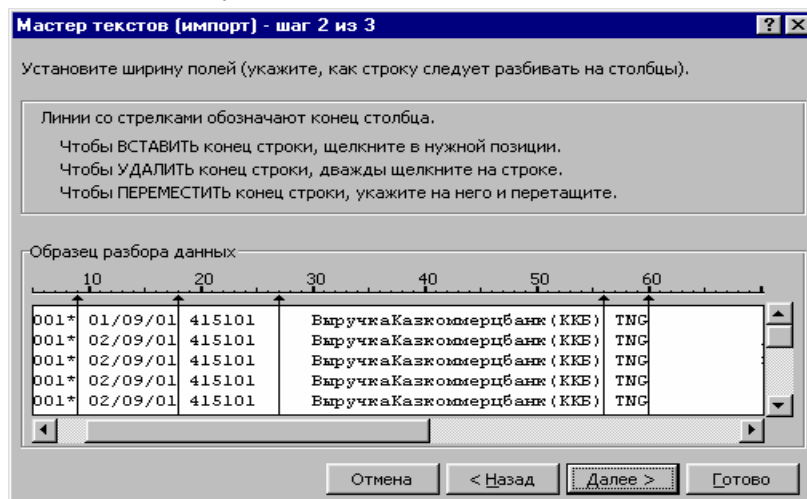 Мастер текстов (импорт) - шаг 2 из 3
Установите ширину полей (укажите, как строку следует разбивать на столбцы).
Линии со стрелками обозначают конец столбца.
Чтобы ВСТАВИТЬ конец строки, щелкните в нужной позиции.
Чтобы УДАЛИТЬ конец строки, дважды щелкните на строке.
Чтобы ПЕРЕМЕСТИТЬ конец строки, укажите на него и перетащите.
Образец разбора данных
10 20 30 40 50 60
001* 01/09/01 415101 ВыручкаКазкоммерцбанк(ККБ) TNG
001* 02/09/01 415101 ВыручкаКазкоммерцбанк(ККБ) TNG
001* 02/09/01 415101 ВыручкаКазкоммерцбанк(ККБ) TNG
001* 02/09/01 415101 ВыручкаКазкоммерцбанк(ККБ) TNG
001* 02/09/01 415101 ВыручкаКазкоммерцбанк(ККБ) TNG
Отмена < Назад Далее > Готово